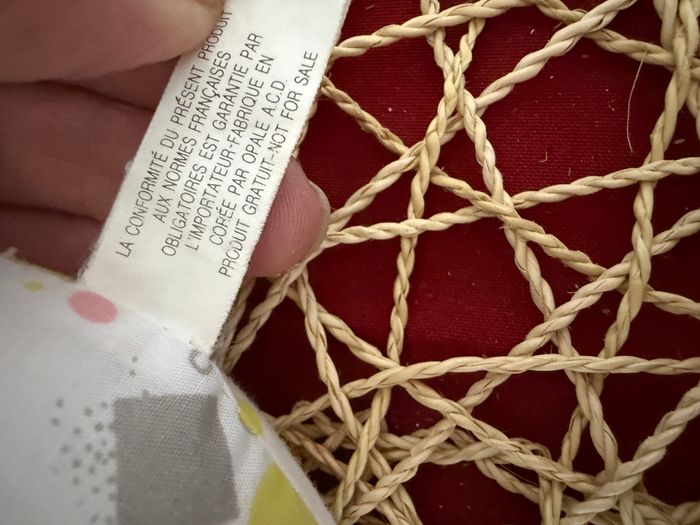 LA CONFORMITÉ DU PRÉSENT PRODUIT
AUX NORMES FRANÇAISES
OBLIGATOIRES EST GARANTIE PAR
L'IMPORTATEUR-FABRIQUE EN
CORÉE PAR OPALE A.C.D.
PRODUIT GRATUIT-NOT FOR SALE